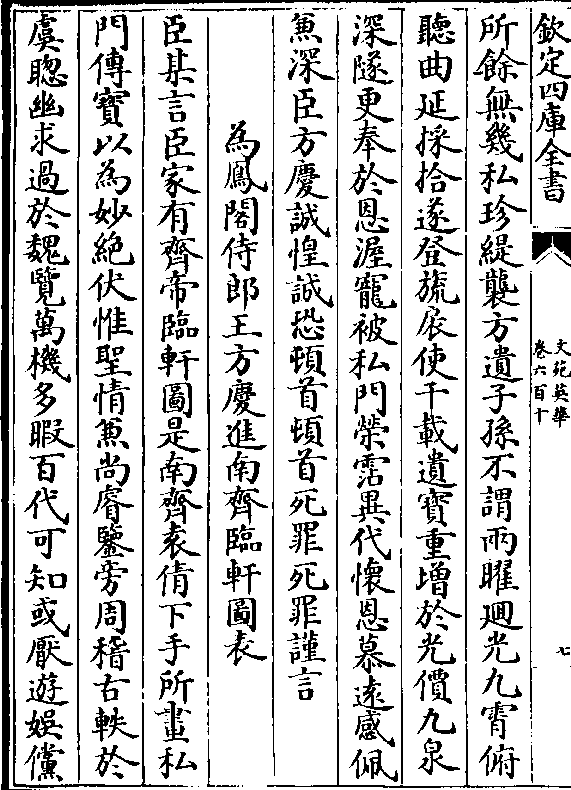 欽定四庫全書
文苑英華
卷六百十
七
所餘無幾私珍緹襲方遺子孫不謂兩曜廻光九霄俯
聽曲延採拾遂登旒扆使千載遺寳重增於光價九泉
深隧更奉於恩渥寵被私門榮霑異代懷恩慕逺感佩
兼深臣方慶誠惶誠恐頓首頓首死罪死罪謹言
為鳳閣侍郎王方慶進南齊臨軒圖表
臣某言臣家有齊帝臨軒圖是南齊袁倩下手所畫私
門傳寳以為妙絶伏惟聖情兼尚睿鑒旁周稽古軼於
虞聰幽求過於魏覽萬機多暇百代可知或厭遊娱儻